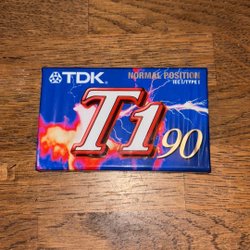 TDK
NORMAL POSITION
IEC I/TYPE I
T1 90